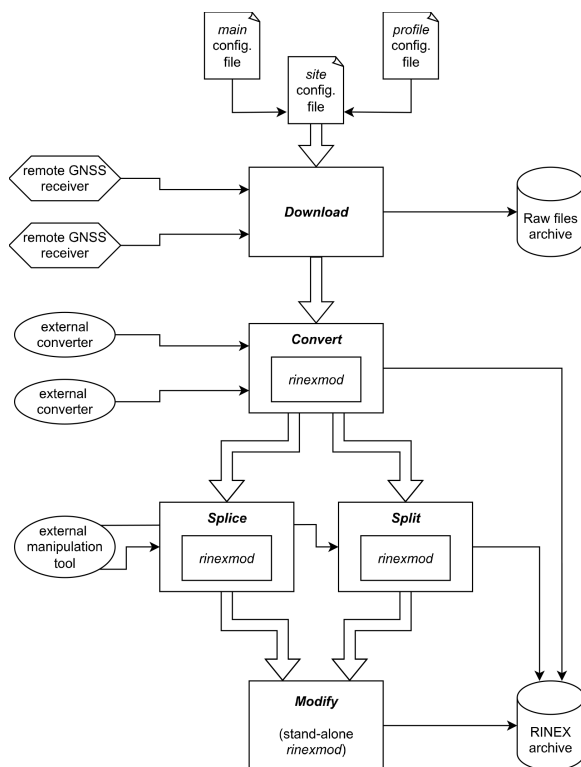 main
config.
file
profile
config.
file
site
config.
file
remote GNSS
receiver
Download
Raw files
archive
remote GNSS
receiver
external
converter
Convert
rinexmod
external
converter
Splice
Split
external
manipulation
tool
rinexmod
rinexmod
Modify
(stand-alone
rinexmod)
RINEX
archive